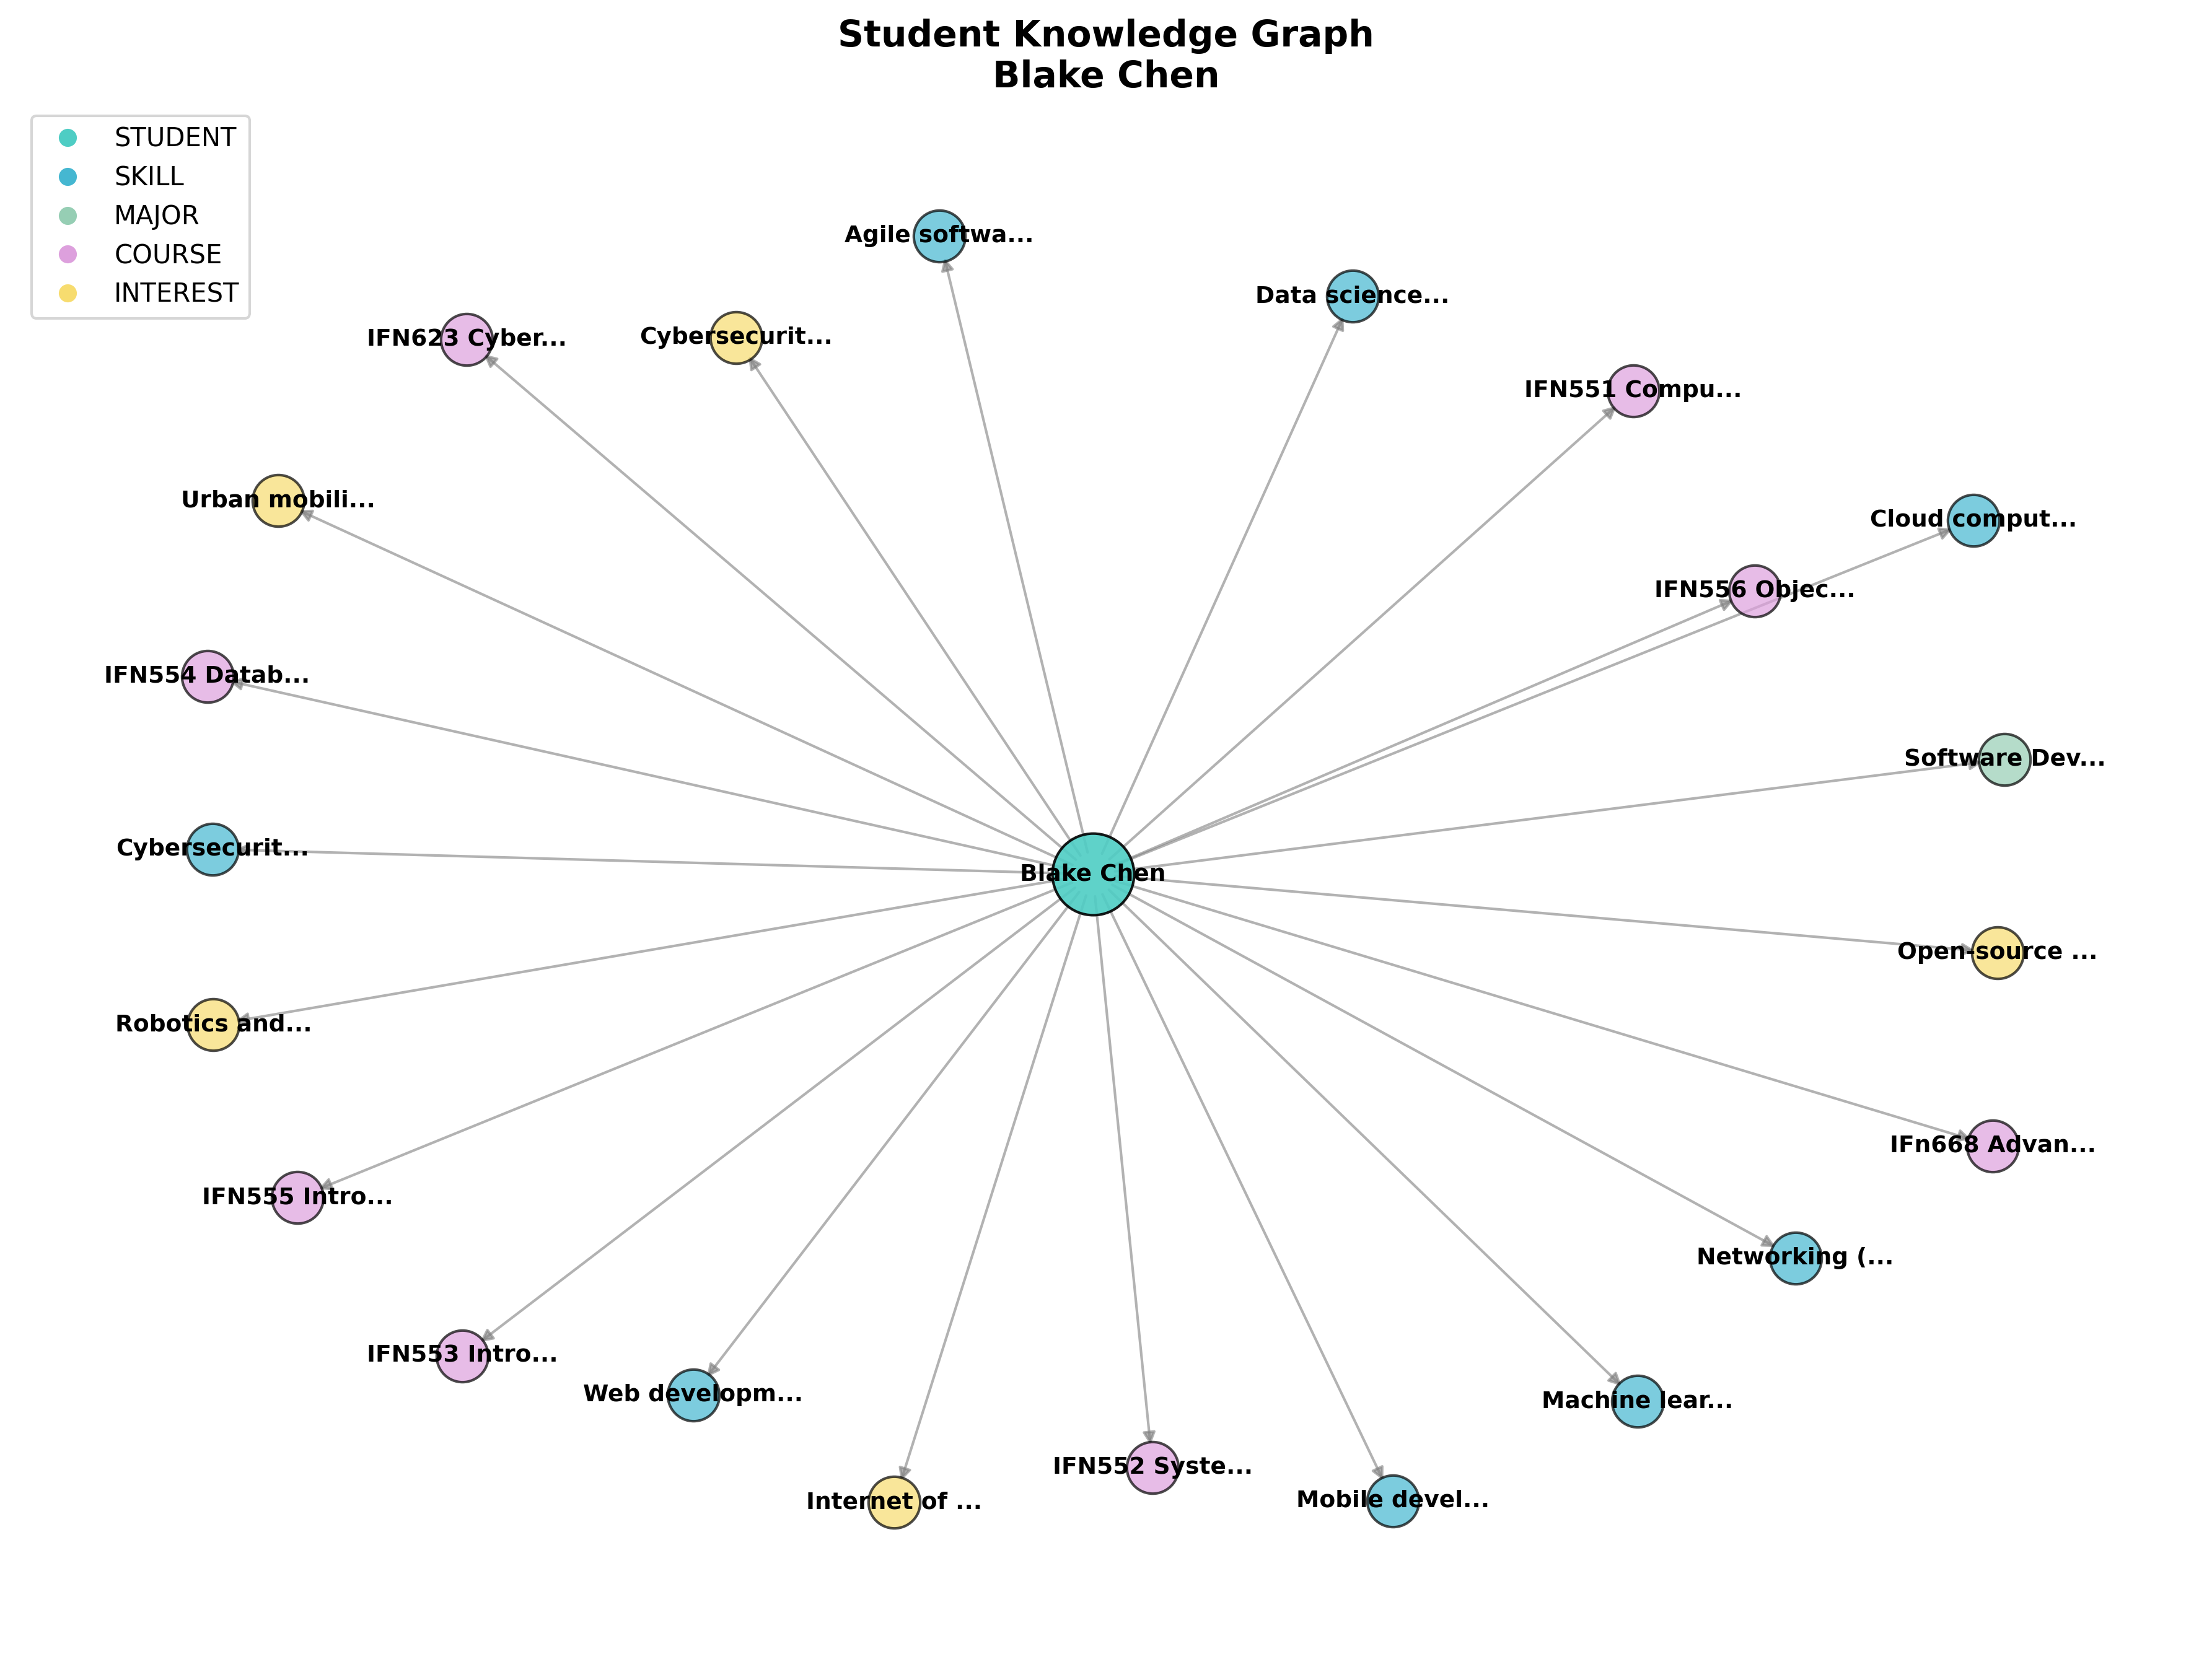 Student Knowledge Graph
Blake Chen
STUDENT
SKILL
MAJOR
COURSE
INTEREST
Agile softwa...
Data science...
IFN623 Cyber...
Cybersecurit...
IFN551 Compu...
Urban mobili...
Cloud comput...
IFN556 Objec...
IFN554 Datab...
Software Dev...
Cybersecurit...
Blake Chen
Open-source ...
Robotics and...
IFn668 Advan...
IFN555 Intro...
Networking (...
IFN553 Intro...
Web developm...
Machine lear...
IFN552 Syste...
Internet of ...
Mobile devel...